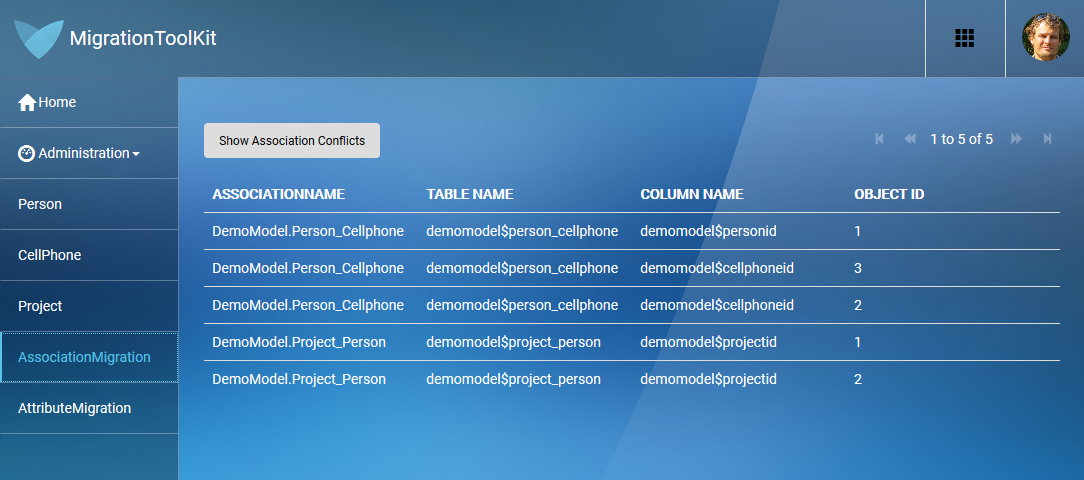 MigrationToolKit
Home
Administration
Person
CellPhone
Project
AssociationMigration
AttributeMigration
Show Association Conflicts
1 to 5 of 5
ASSOCIATIONNAME TABLE NAME COLUMN NAME OBJECT ID
DemoModel.Person_Cellphone demomodel$person_cellphone demomodel$personid 1
DemoModel.Person_Cellphone demomodel$person_cellphone demomodel$cellphoneid 3
DemoModel.Person_Cellphone demomodel$person_cellphone demomodel$cellphoneid 2
DemoModel.Project_Person demomodel$project_person demomodel$projectid 1
DemoModel.Project_Person demomodel$project_person demomodel$projectid 2